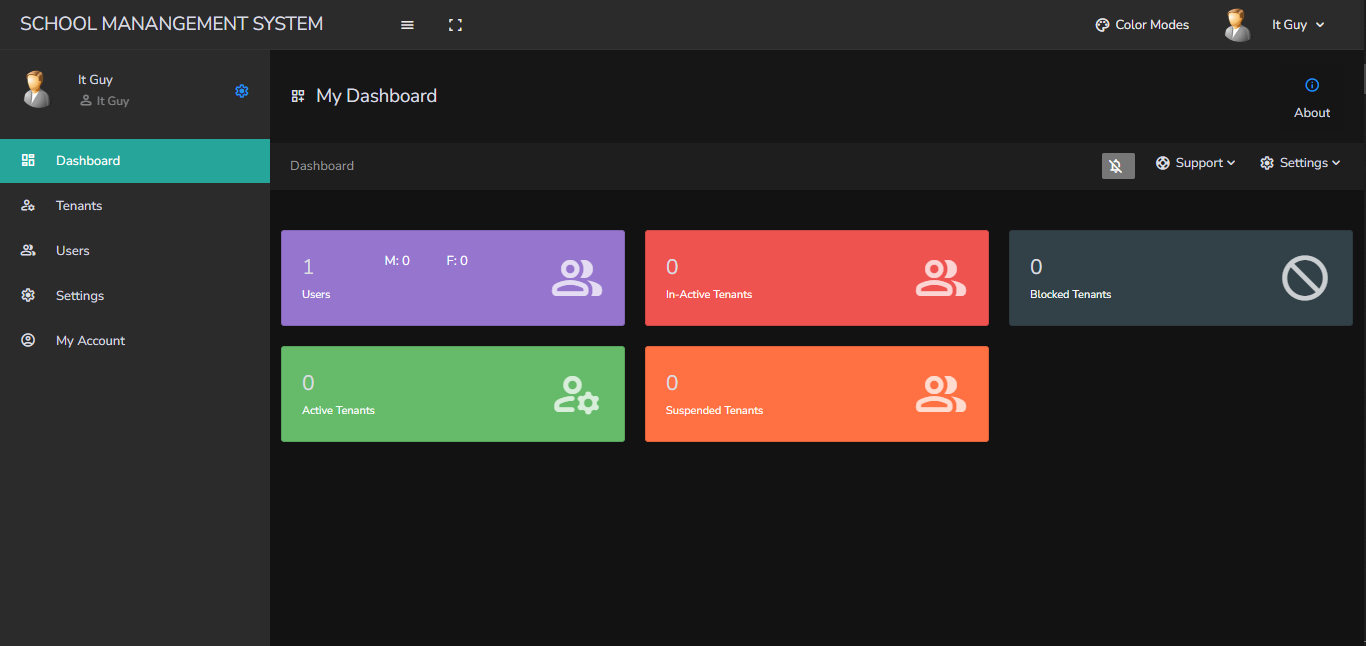 SCHOOL MANANGEMENT SYSTEM
Color Modes
It Guy
It Guy
It Guy
My Dashboard
About
Dashboard
Tenants
Users
Settings
My Account
Dashboard
Support
Settings
1
M: 0
F: 0
Users
0
In-Active Tenants
0
Blocked Tenants
0
Active Tenants
0
Suspended Tenants